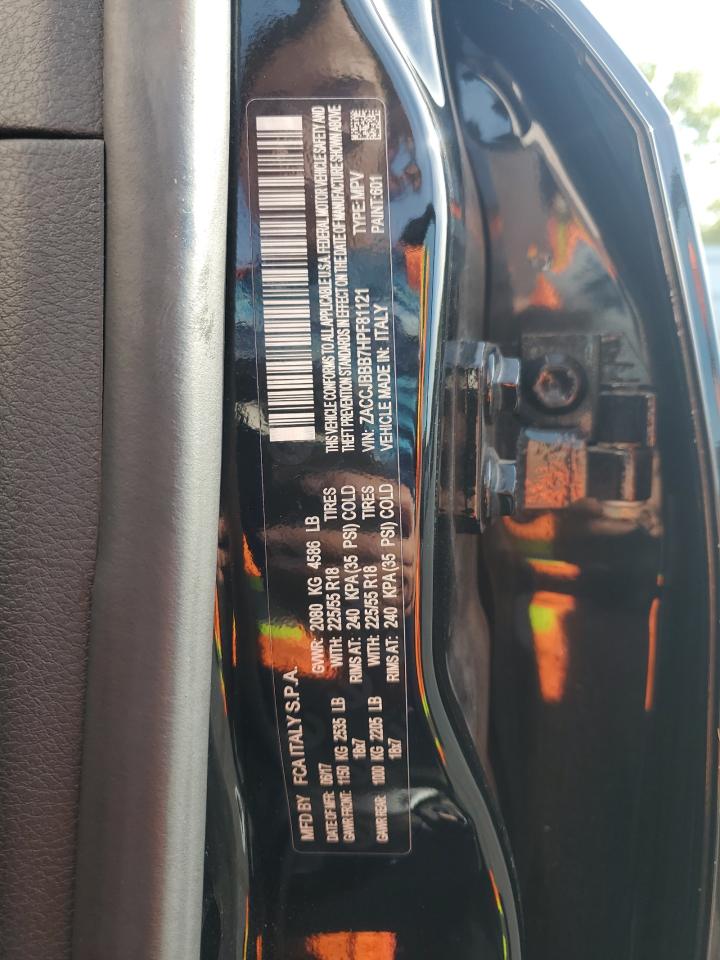 MFD BY FCA ITALY S.P.A.
DATE OF MFR: 06/17 GVWR: 2080 KG 4586 LB
GAWR FRONT: 1150 KG 2535 LB WITH: 225/55 R18 TIRES
18x7 RIMS AT: 240 KPA (35 PSI) COLD
GAWR REAR: 1000 KG 2205 LB WITH: 225/55 R18 TIRES
18x7 RIMS AT: 240 KPA (35 PSI) COLD
THIS VEHICLE CONFORMS TO ALL APPLICABLE U.S.A. FEDERAL MOTOR VEHICLE SAFETY AND
THEFT PREVENTION STANDARDS IN EFFECT ON THE DATE OF MANUFACTURE SHOWN ABOVE
VIN: ZACCJBBB7HPF81121 TYPE: MPV
VEHICLE MADE IN: ITALY PAINT: 601